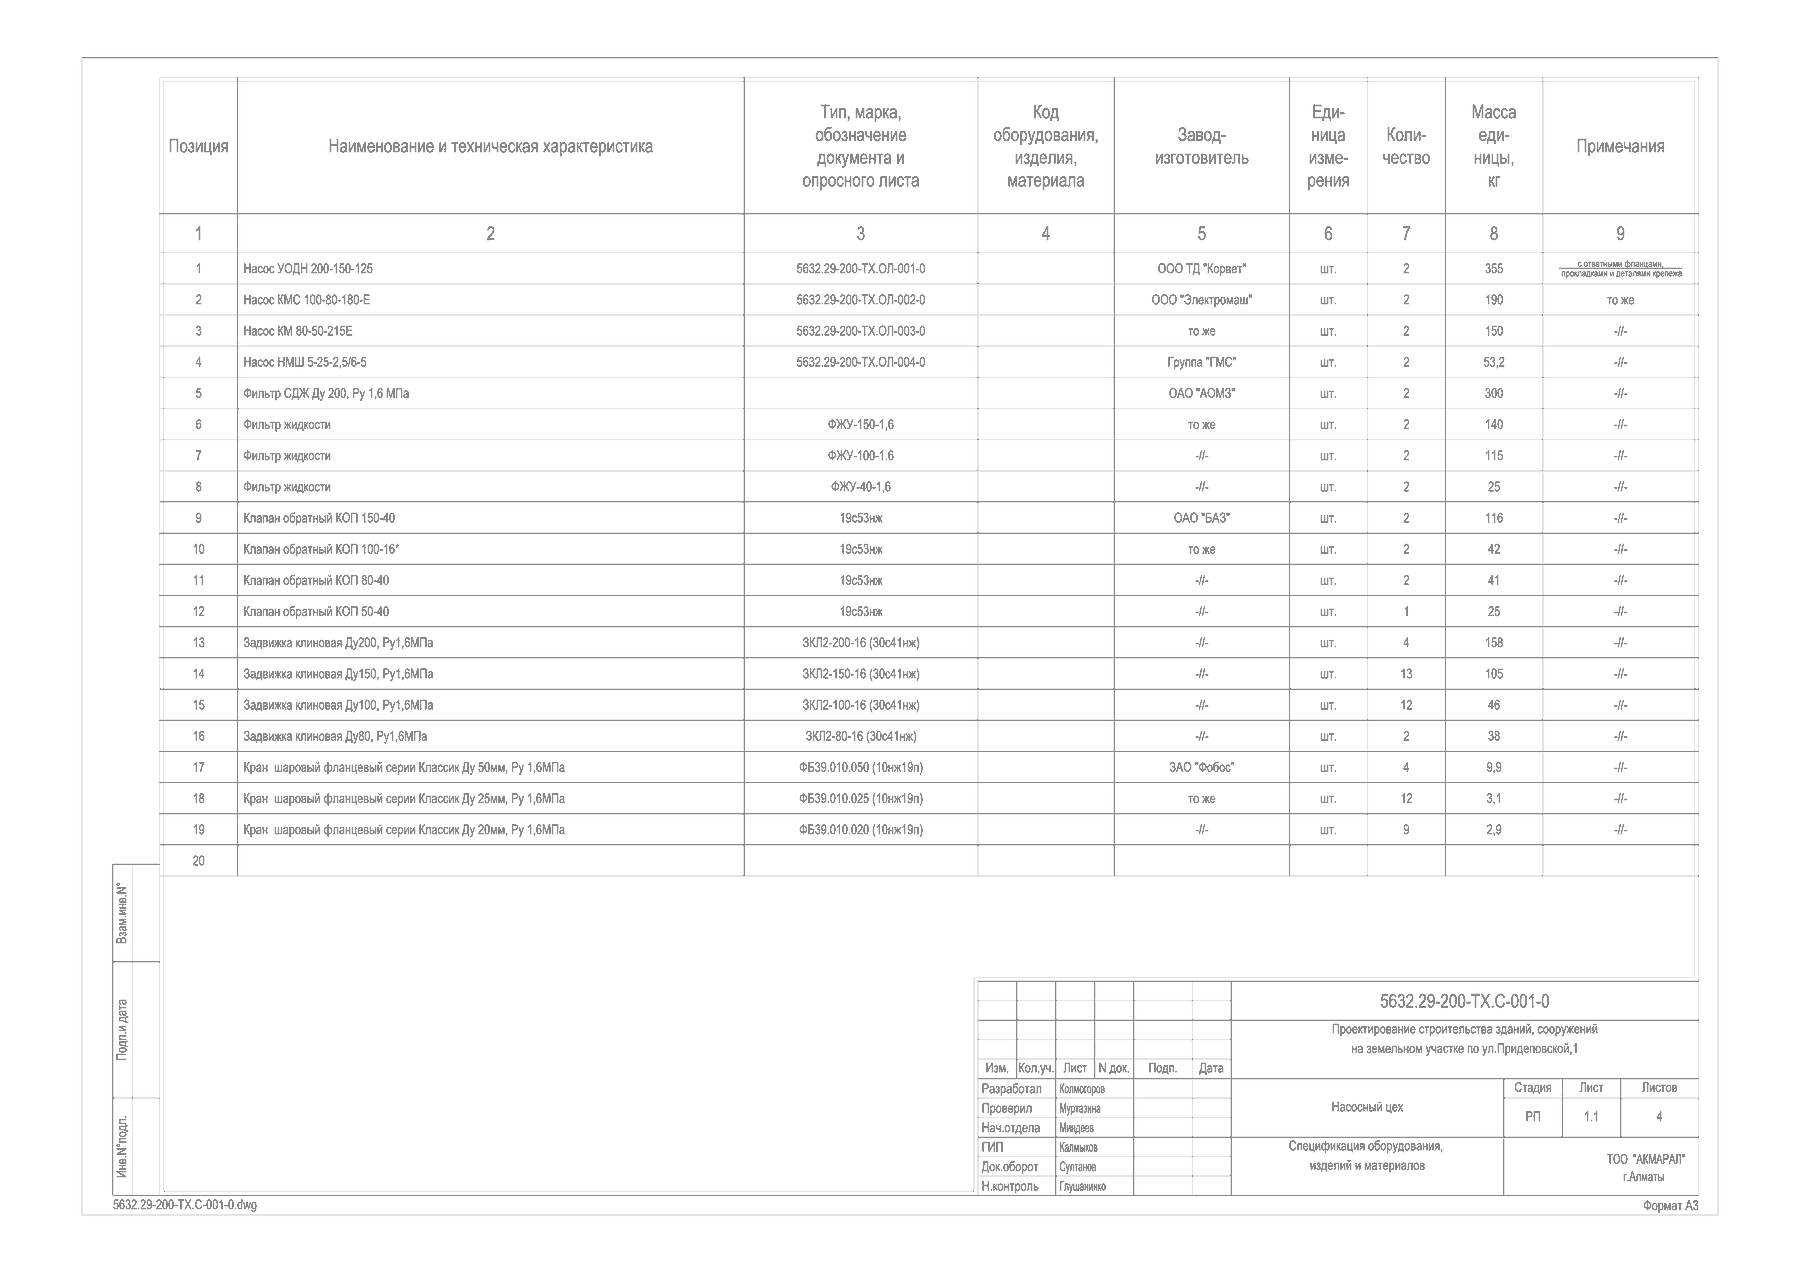 Позиция
Наименование и техническая характеристика
Тип, марка,
обозначение
документа и
опросного листа
Код
оборудования,
изделия,
материала
Завод-
изготовитель
Еди-
ница
изме-
рения
Коли-
чество
Масса
еди-
ницы,
кг
Примечания
1 2 3 4 5 6 7 8 9
1 Насос УОДН 200-150-125 5632.29-200-ТХ.ОЛ-001-0 ООО ТД "Корвет" шт. 2 355 с ответными фланцами,
прокладками и деталями крепежа
2 Насос КМС 100-80-180-Е 5632.29-200-ТХ.ОЛ-002-0 ООО "Электромаш" шт. 2 190 то же
3 Насос КМ 80-50-215Е 5632.29-200-ТХ.ОЛ-003-0 то же шт. 2 150 -//-
4 Насос НМШ 5-25-2,5/6-5 5632.29-200-ТХ.ОЛ-004-0 Группа "ГМС" шт. 2 53,2 -//-
5 Фильтр СДЖ Ду 200, Ру 1,6 МПа ОАО "АОМЗ" шт. 2 300 -//-
6 Фильтр жидкости ФЖУ-150-1,6 то же шт. 2 140 -//-
7 Фильтр жидкости ФЖУ-100-1.6 -//- шт. 2 115 -//-
8 Фильтр жидкости ФЖУ-40-1,6 -//- шт. 2 25 -//-
9 Клапан обратный КОП 150-40 19с53нж ОАО "БАЗ" шт. 2 116 -//-
10 Клапан обратный КОП 100-16* 19с53нж то же шт. 2 42 -//-
11 Клапан обратный КОП 80-40 19с53нж -//- шт. 2 41 -//-
12 Клапан обратный КОП 50-40 19с53нж -//- шт. 1 25 -//-
13 Задвижка клиновая Ду200, Ру1,6МПа ЗКЛ2-200-16 (30с41нж) -//- шт. 4 158 -//-
14 Задвижка клиновая Ду150, Ру1,6МПа ЗКЛ2-150-16 (30с41нж) -//- шт. 13 105 -//-
15 Задвижка клиновая Ду100, Ру1,6МПа ЗКЛ2-100-16 (30с41нж) -//- шт. 12 46 -//-
16 Задвижка клиновая Ду80, Ру1,6МПа ЗКЛ2-80-16 (30с41нж) -//- шт. 2 38 -//-
17 Кран шаровый фланцевый серии Классик Ду 50мм, Ру 1,6МПа ФБ39.010.050 (10нж19п) ЗАО "Фобос" шт. 4 9,9 -//-
18 Кран шаровый фланцевый серии Классик Ду 25мм, Ру 1,6МПа ФБ39.010.025 (10нж19п) то же шт. 12 3,1 -//-
19 Кран шаровый фланцевый серии Классик Ду 20мм, Ру 1,6МПа ФБ39.010.020 (10нж19п) -//- шт. 9 2,9 -//-
20
Взам.инв.N°
Подп.и дата
Инв.N°подл.
5632.29-200-ТХ.С-001-0
Проектирование строительства зданий, сооружений
на земельном участке по ул.Придеповской,1
Изм. Кол.уч. Лист N док. Подп. Дата
Разработал Колмогоров
Проверил Муртазина
Нач.отдела Миндеев
ГИП Калмыков
Док.оборот Султанов
Н.контроль Глушаникко
Насосный цех
Стадия Лист Листов
РП 1.1 4
Спецификация оборудования,
изделий и материалов
ТОО "АКМАРАЛ"
г.Алматы
5632.29-200-ТХ.С-001-0.dwg
Формат А3